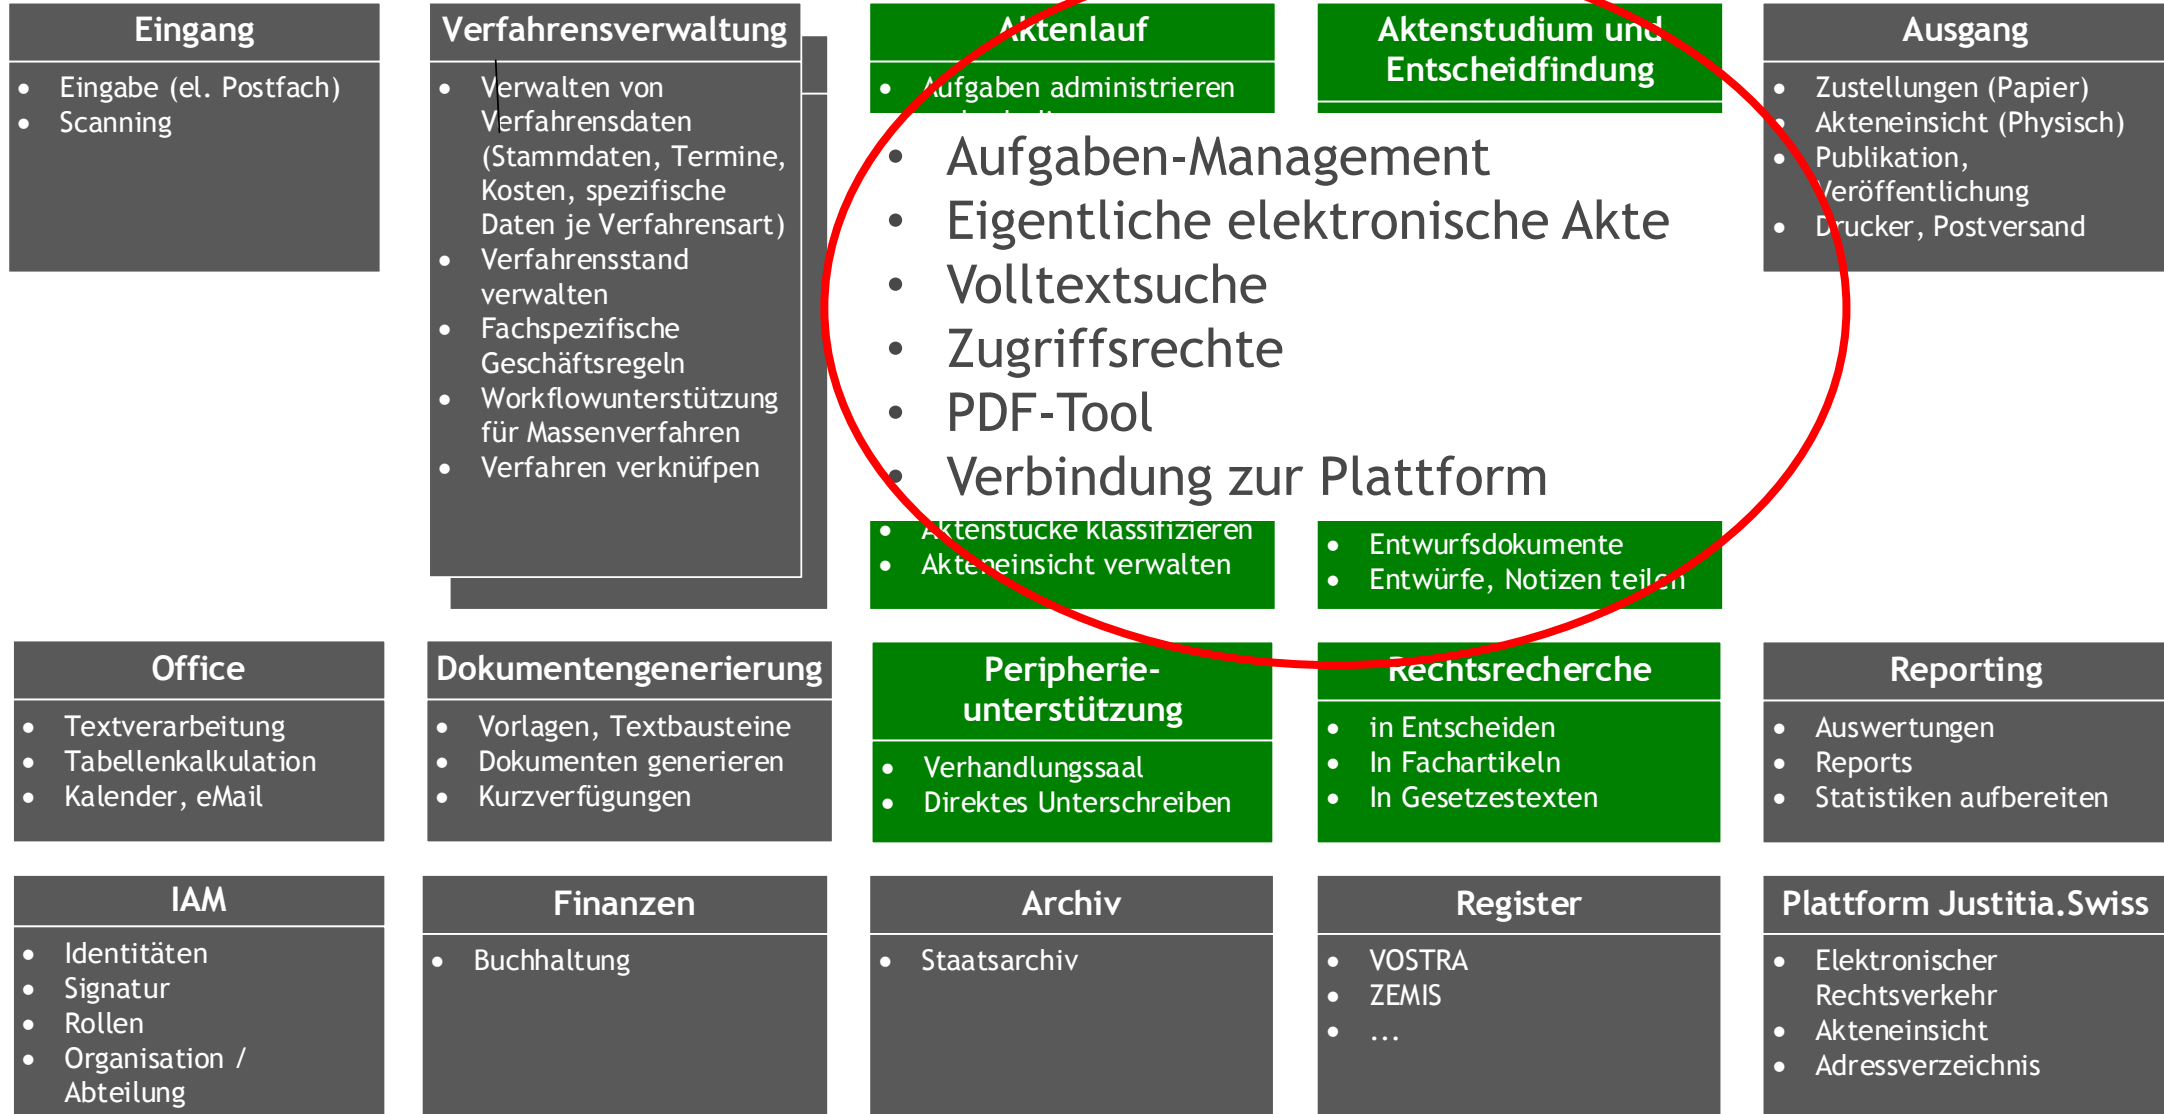 Eingang
• Eingabe (el. Postfach)
• Scanning
Verfahrensverwaltung
• Verwalten von
Verfahrensdaten
(Stammdaten, Termine,
Kosten, spezifische
Daten je Verfahrensart)
• Verfahrensstand
verwalten
• Fachspezifische
Geschäftsregeln
• Workflowunterstützung
für Massenverfahren
• Verfahren verknüfpen
Aktenlauf
• Aufgaben administrieren
Aktenstudium und
Entscheidfindung
• Aufgaben-Management
• Eigentliche elektronische Akte
• Volltextsuche
• Zugriffsrechte
• PDF-Tool
• Verbindung zur Plattform
• Aktenstücke klassifizieren
• Akteneinsicht verwalten
• Entwurfsdokumente
• Entwürfe, Notizen teilen
Ausgang
• Zustellungen (Papier)
• Akteneinsicht (Physisch)
• Publikation,
Veröffentlichung
• Drucker, Postversand
Office
• Textverarbeitung
• Tabellenkalkulation
• Kalender, eMail
Dokumentengenerierung
• Vorlagen, Textbausteine
• Dokumenten generieren
• Kurzverfügungen
Peripherie-
unterstützung
• Verhandlungssaal
• Direktes Unterschreiben
Rechtsrecherche
• in Entscheiden
• In Fachartikeln
• In Gesetzestexten
Reporting
• Auswertungen
• Reports
• Statistiken aufbereiten
IAM
• Identitäten
• Signatur
• Rollen
• Organisation /
Abteilung
Finanzen
• Buchhaltung
Archiv
• Staatsarchiv
Register
• VOSTRA
• ZEMIS
• ...
Plattform Justitia.Swiss
• Elektronischer
Rechtsverkehr
• Akteneinsicht
• Adressverzeichnis